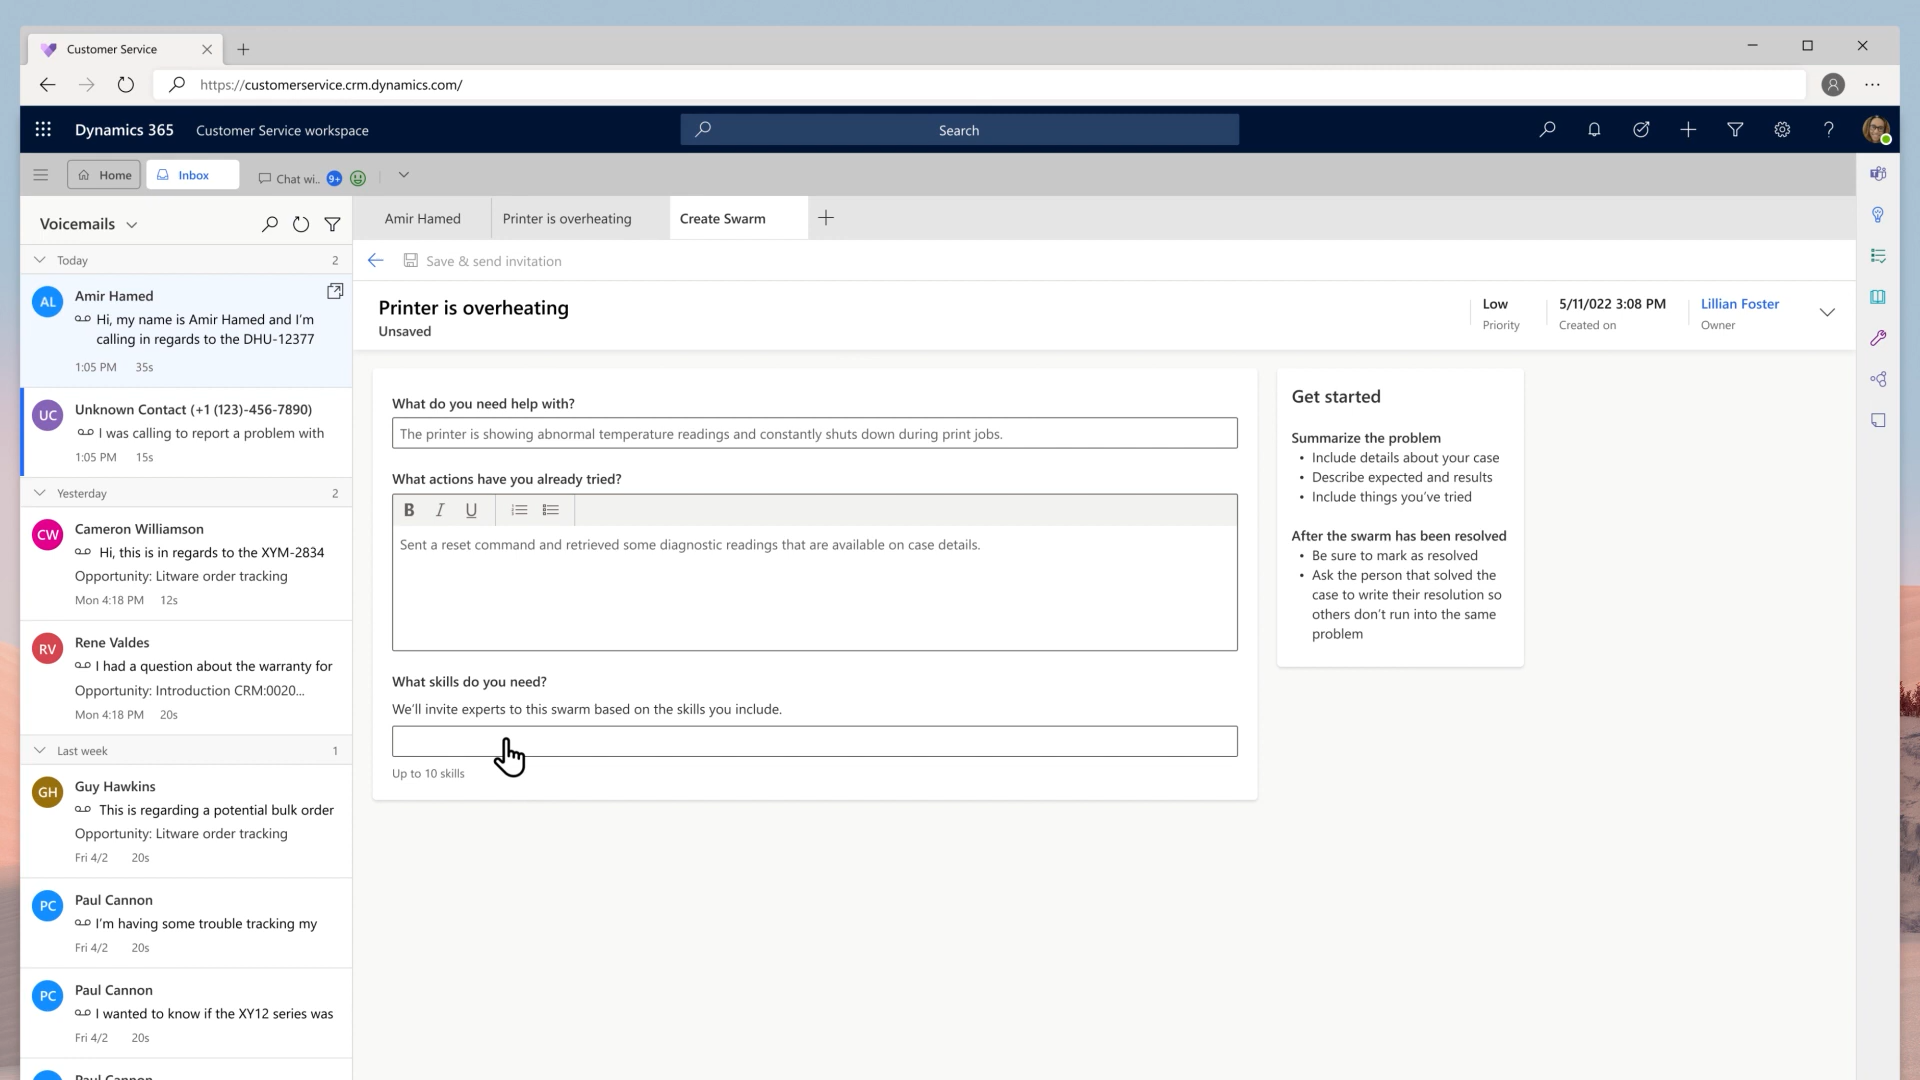 Customer Service
https://customerservice.crm.dynamics.com/
Dynamics 365
Customer Service workspace
Search
Home
Inbox
Chat wi..
9+
Voicemails
Today
2
AL
Amir Hamed
Hi, my name is Amir Hamed and I'm
calling in regards to the DHU-12377
1:05 PM
35s
UC
Unknown Contact (+1 (123)-456-7890)
I was calling to report a problem with
1:05 PM
15s
Yesterday
2
CW
Cameron Williamson
Hi, this is in regards to the XYM-2834
Opportunity: Litware order tracking
Mon 4:18 PM
12s
RV
Rene Valdes
I had a question about the warranty for
Opportunity: Introduction CRM:0020...
Mon 4:18 PM
20s
Last week
1
GH
Guy Hawkins
This is regarding a potential bulk order
Opportunity: Litware order tracking
Fri 4/2
20s
PC
Paul Cannon
I'm having some trouble tracking my
Fri 4/2
20s
PC
Paul Cannon
I wanted to know if the XY12 series was
Fri 4/2
20s
Paul Cannon
Amir Hamed
Printer is overheating
Create Swarm
Save & send invitation
Printer is overheating
Unsaved
Low
Priority
5/11/022 3:08 PM
Created on
Lillian Foster
Owner
What do you need help with?
The printer is showing abnormal temperature readings and constantly shuts down during print jobs.
What actions have you already tried?
B I U
Sent a reset command and retrieved some diagnostic readings that are available on case details.
What skills do you need?
We'll invite experts to this swarm based on the skills you include.
Up to 10 skills
Get started
Summarize the problem
• Include details about your case
• Describe expected and results
• Include things you've tried
After the swarm has been resolved
• Be sure to mark as resolved
• Ask the person that solved the
case to write their resolution so
others don't run into the same
problem